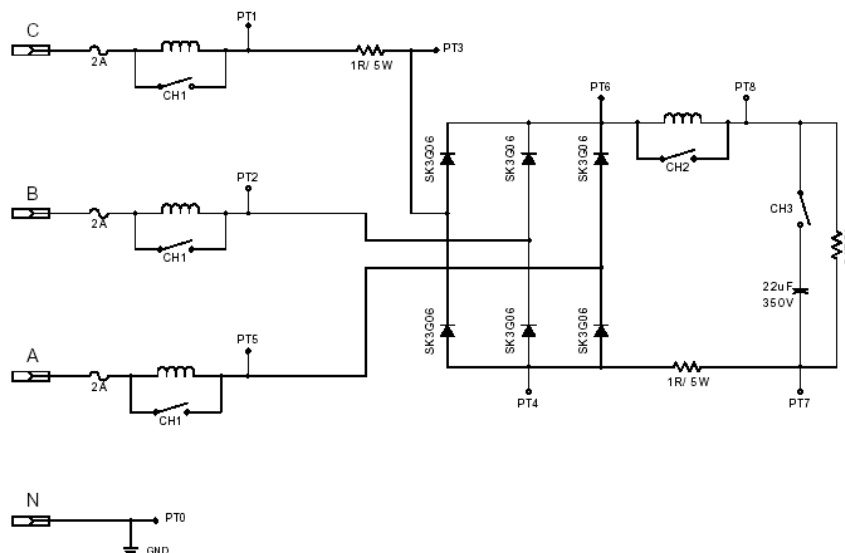 C
PT1
2A
CH1
1R/ 5W
PT3
PT6
PT8
SK3G06
SK3G06
SK3G06
CH2
B
PT2
2A
CH1
CH3
22uF
350V
A
PT5
2A
CH1
SK3G06
SK3G06
SK3G06
1R/ 5W
PT4
PT7
N
PT0
GND